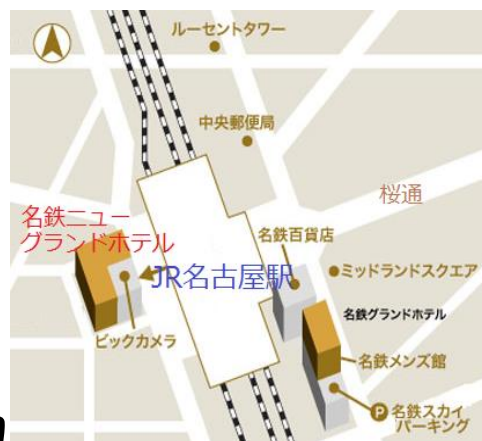 ルーセントタワー
中央郵便局
桜通
名鉄ニュー
グランドホテル
名鉄百貨店
JR名古屋駅
ミッドランドスクエア
名鉄グランドホテル
ビックカメラ
名鉄メンズ館
P 名鉄スカイ
パーキング